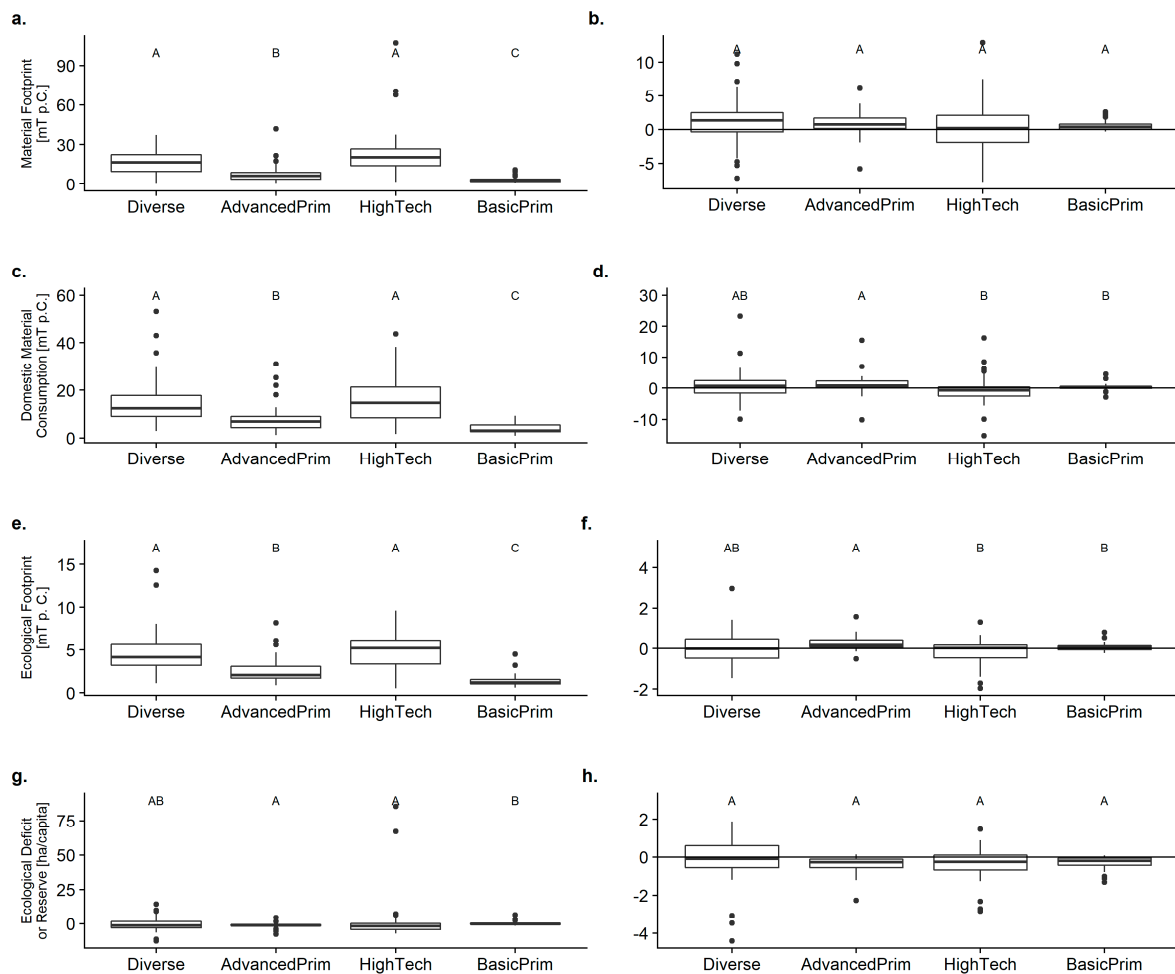 a.
Material Footprint
[mT p.C.]
90
60
30
0
A B A C
Diverse AdvancedPrim HighTech BasicPrim
b.
10
5
0
-5
A A A A
Diverse AdvancedPrim HighTech BasicPrim
c.
Domestic Material
Consumption [mT p.C.]
60
40
20
0
A B A C
Diverse AdvancedPrim HighTech BasicPrim
d.
30
20
10
0
-10
AB A B B
Diverse AdvancedPrim HighTech BasicPrim
e.
Ecological Footprint
[mT p. C.]
15
10
5
0
A B A C
Diverse AdvancedPrim HighTech BasicPrim
f.
4
2
0
-2
AB A B B
Diverse AdvancedPrim HighTech BasicPrim
g.
Ecological Deficit
or Reserve [ha/capita]
75
50
25
0
AB A A B
Diverse AdvancedPrim HighTech BasicPrim
h.
2
0
-2
-4
A A A A
Diverse AdvancedPrim HighTech BasicPrim